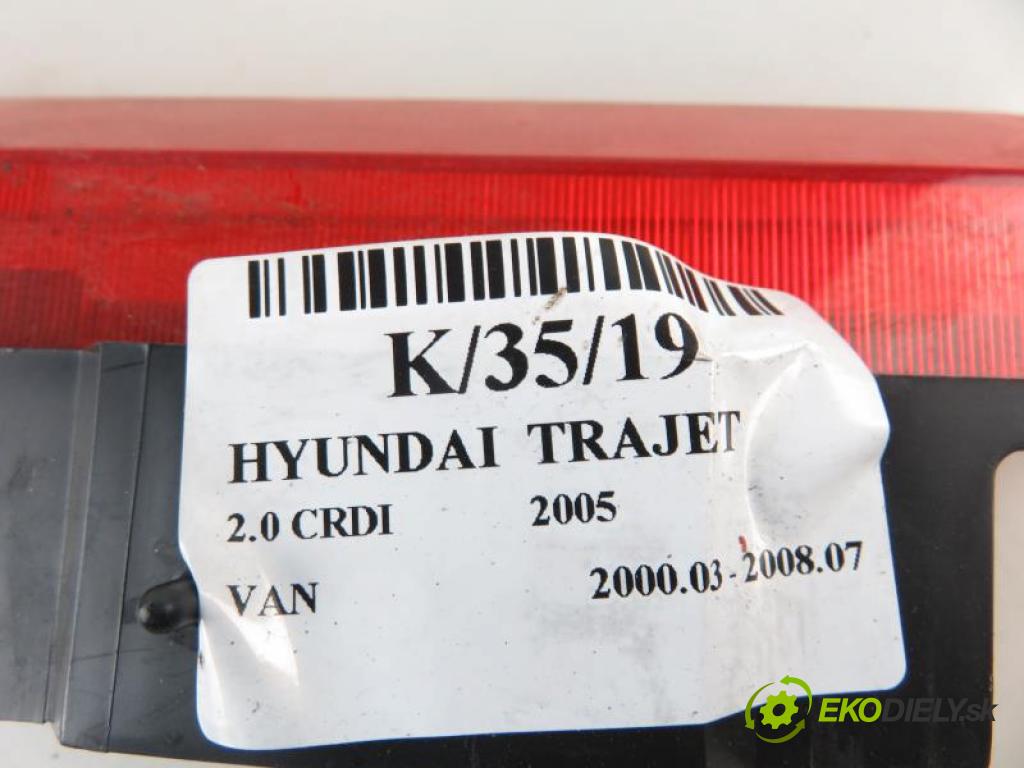 K/35/19
HYUNDAI TRAJET
2.0 CRDI 2005
VAN 2000.03-2008.07
EKODIELY.sk